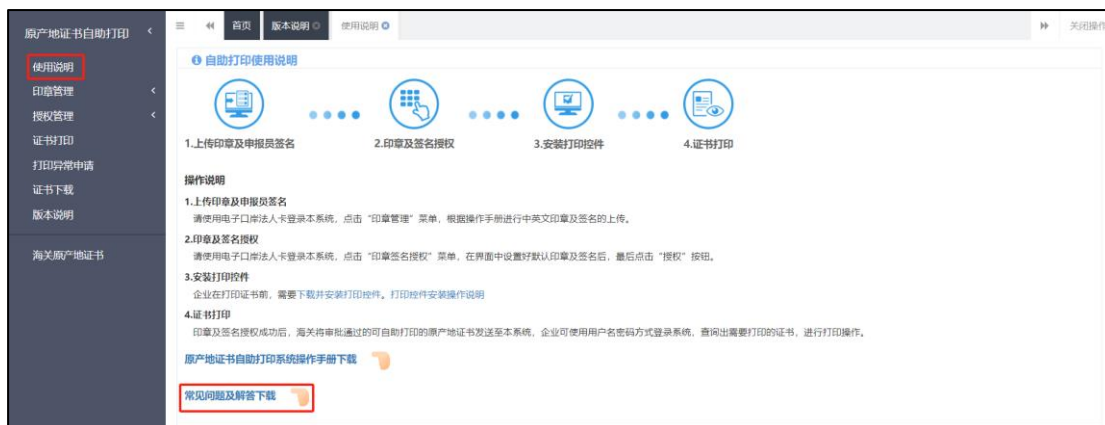 原产地证书自助打印
首页
版本说明
使用说明
关闭操作
使用说明
印章管理
授权管理
证书打印
打印异常申请
证书下载
版本说明
海关原产地证书
自助打印使用说明
1.上传印章及申报员签名
2.印章及签名授权
3.安装打印控件
4.证书打印
操作说明
1.上传印章及申报员签名
请使用电子口岸法人卡登录本系统，点击“印章管理”菜单，根据操作手册进行中英文印章及签名的上传。
2.印章及签名授权
请使用电子口岸法人卡登录本系统，点击“印章签名授权”菜单，在界面中设置好默认印章及签名后，最后点击“授权”按钮。
3.安装打印控件
企业在打印证书前，需要下载并安装打印控件。打印控件安装操作说明
4.证书打印
印章及签名授权成功后，海关将审批通过的可自助打印的原产地证书发送至本系统，企业可使用用户名密码方式登录系统，查询出需要打印的证书，进行打印操作。
原产地证书自助打印系统操作手册下载
常见问题及解答下载